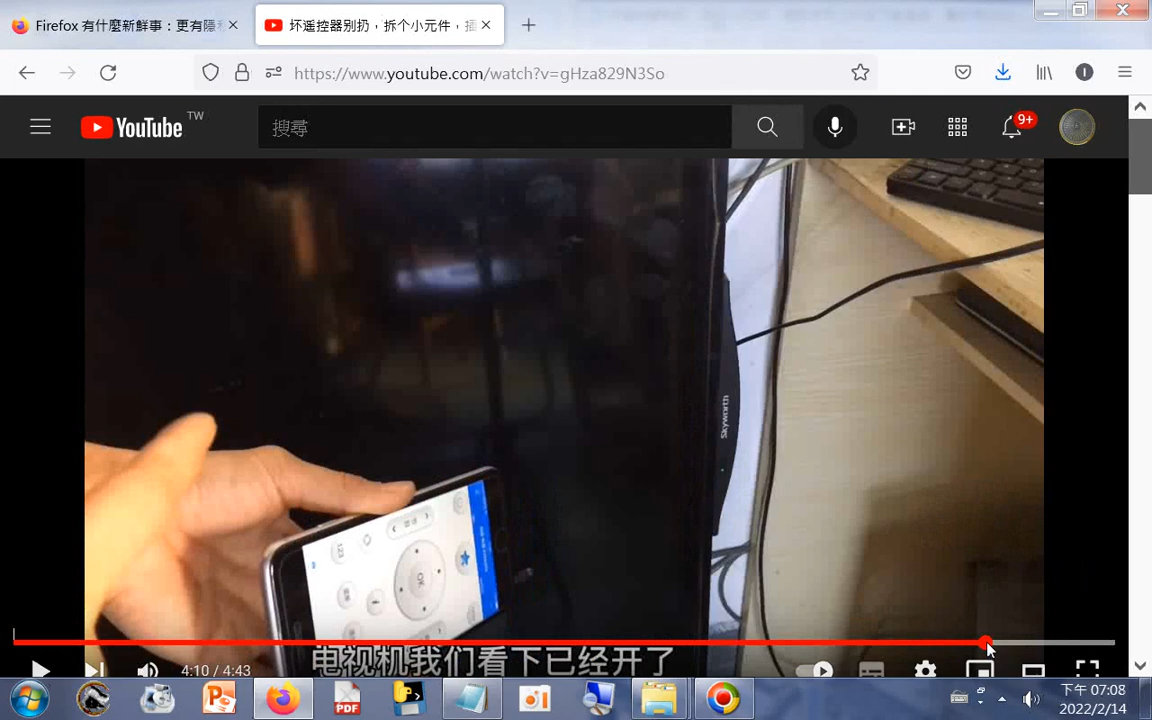 Firefox 有什麼新鮮事：更有隱
坏遥控器别扔，拆个小元件，
https://www.youtube.com/watch?v=gHza829N3So
YouTube TW
搜尋
9+
Skyworth
OK
电视机我们看下已经开了
4:10 / 4:43
PDF
下午 07:08
2022/2/14